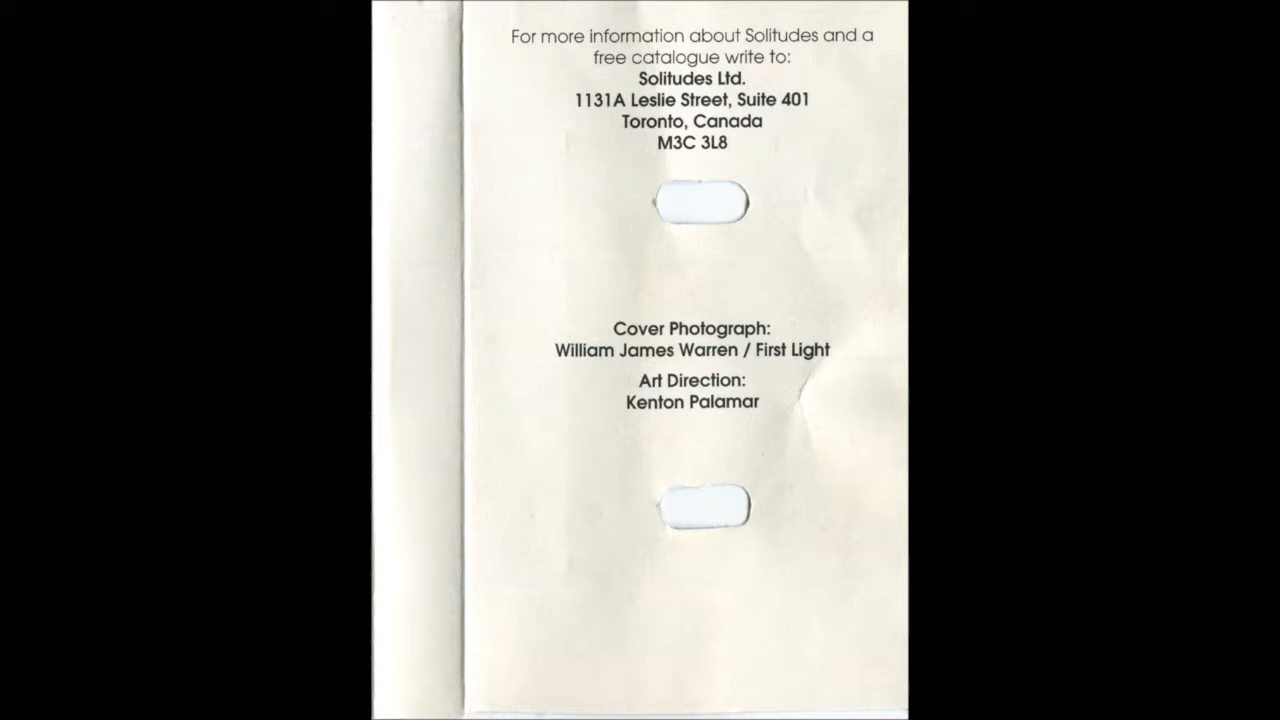 For more information about Solitudes and a
free catalogue write to:
Solitudes Ltd.
1131A Leslie Street, Suite 401
Toronto, Canada
M3C 3L8
Cover Photograph:
William James Warren / First Light
Art Direction:
Kenton Palamar